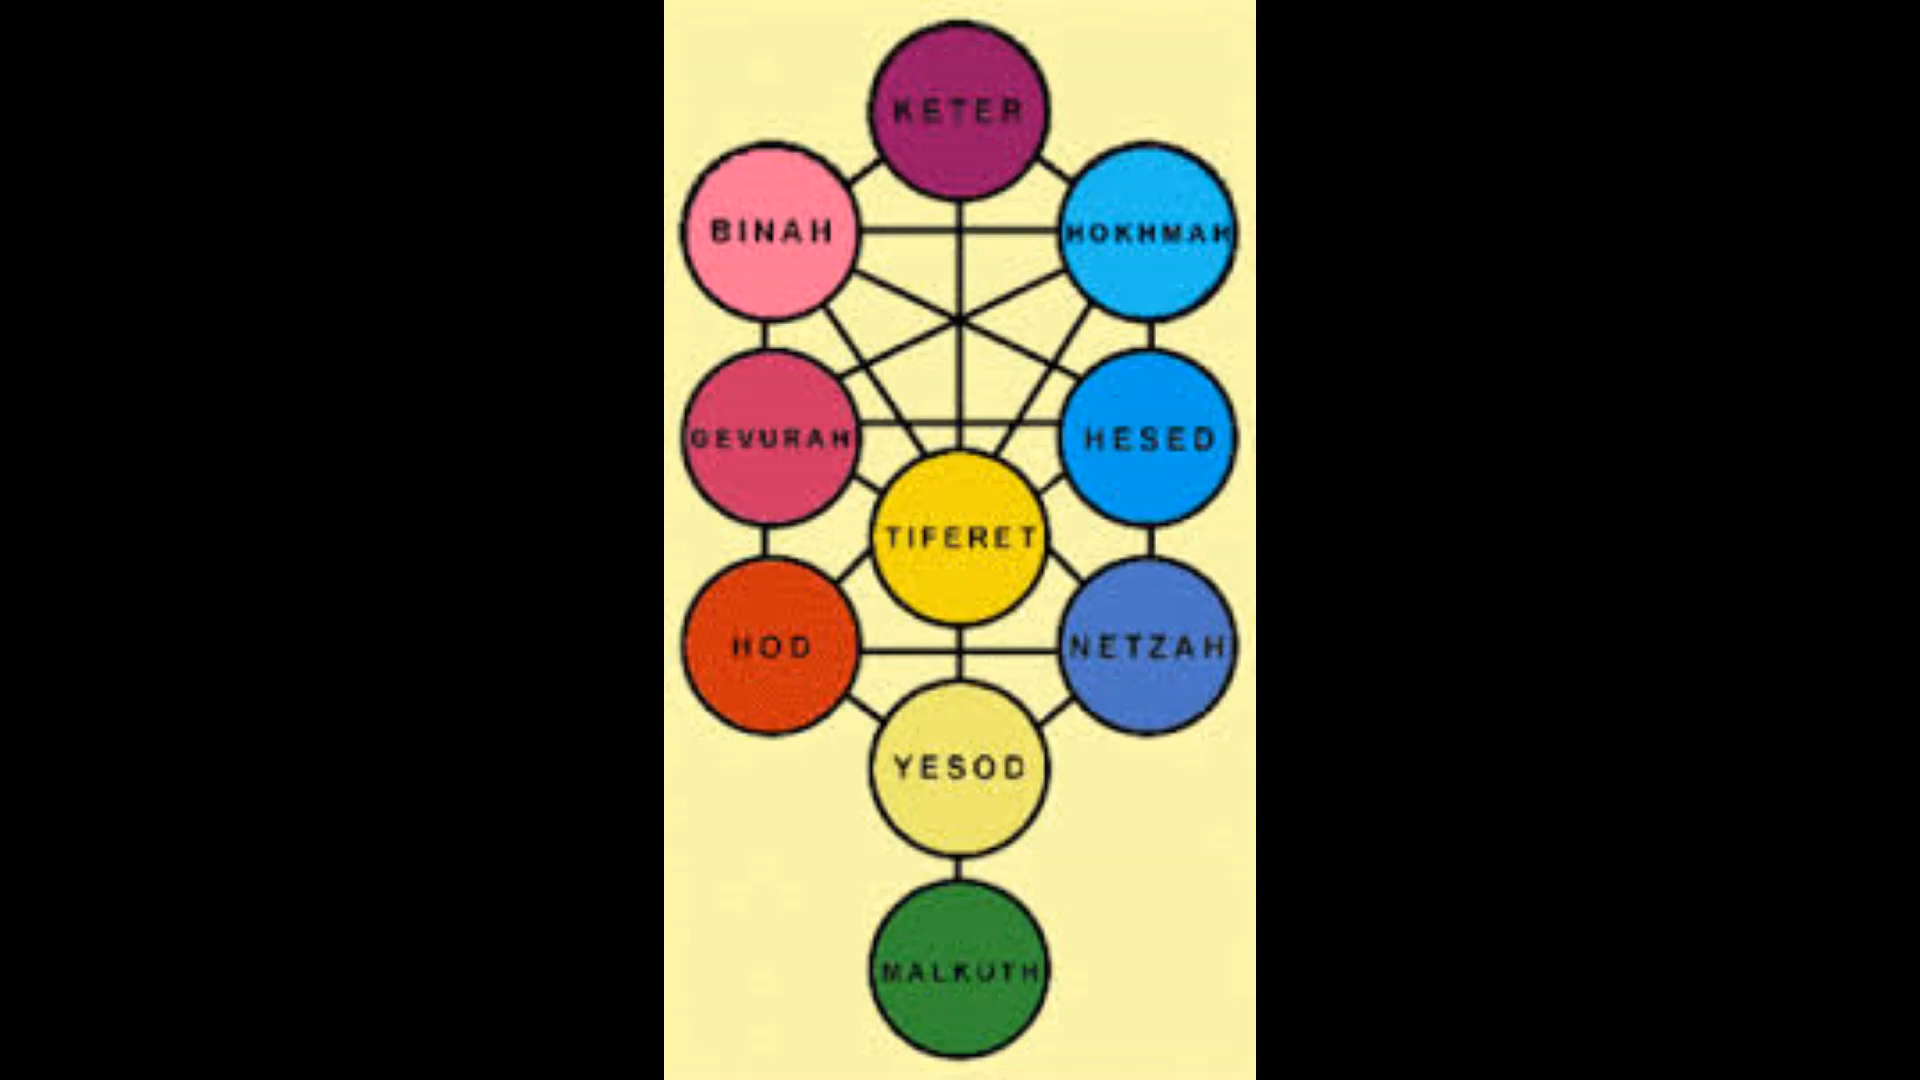 KETER
BINAH
HOKHMAH
GEVURAH
HESED
TIFERET
HOD
NETZAH
YESOD
MALKUTH